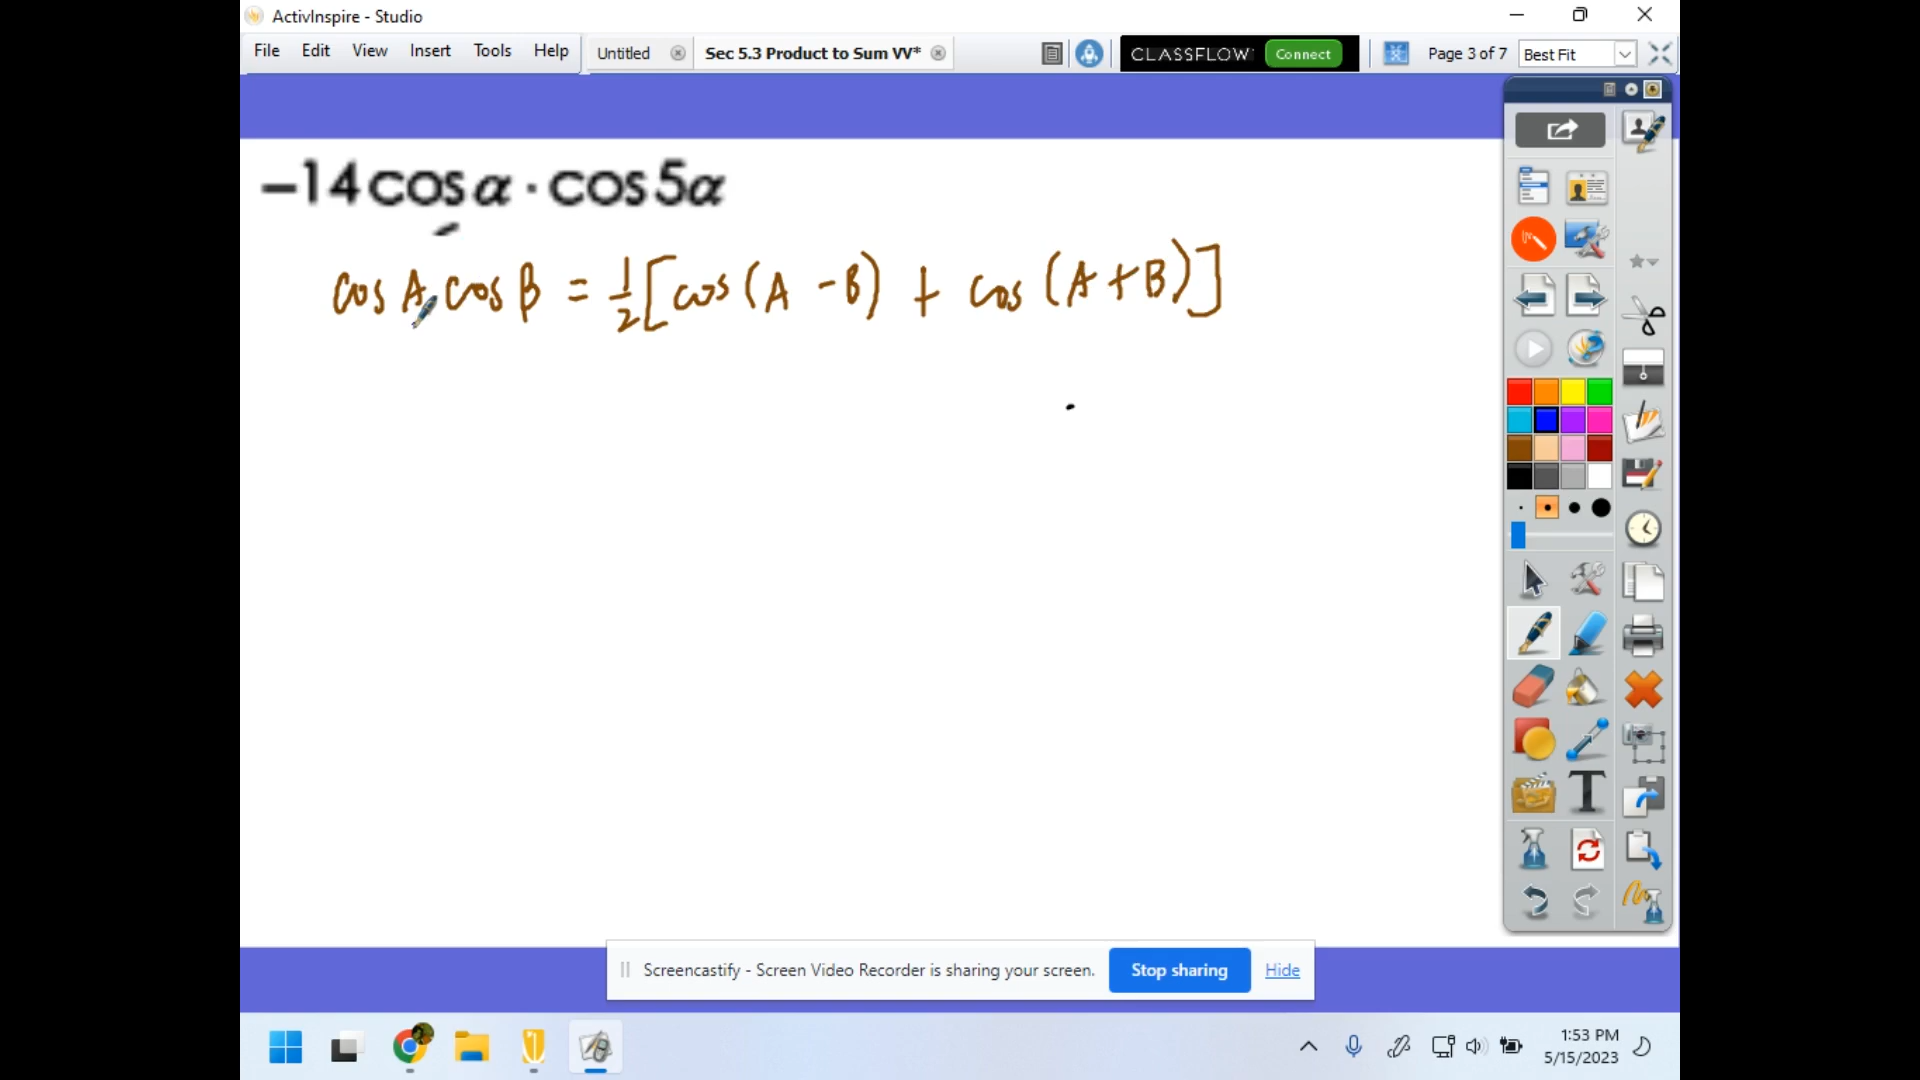 ActivInspire - Studio
File Edit View Insert Tools Help Untitled Sec 5.3 Product to Sum VV* CLASSFLOW Connect Page 3 of 7 Best Fit
−14 cos α · cos 5α
cos A cos B = 1/2 [cos (A - B) + cos (A + B)]
T
Screencastify - Screen Video Recorder is sharing your screen. Stop sharing Hide
1:53 PM
5/15/2023